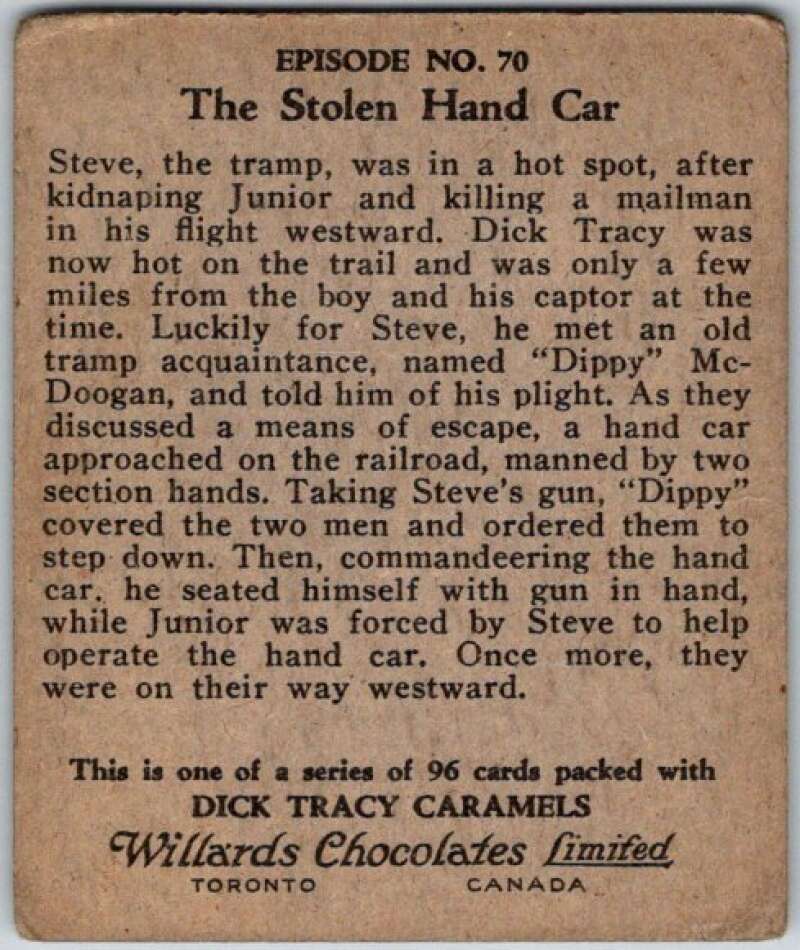 EPISODE NO. 70
The Stolen Hand Car
Steve, the tramp, was in a hot spot, after
kidnaping Junior and killing a mailman
in his flight westward. Dick Tracy was
now hot on the trail and was only a few
miles from the boy and his captor at the
time. Luckily for Steve, he met an old
tramp acquaintance, named "Dippy" Mc-
Doogan, and told him of his plight. As they
discussed a means of escape, a hand car
approached on the railroad, manned by two
section hands. Taking Steve's gun, "Dippy"
covered the two men and ordered them to
step down. Then, commandeering the hand
car. he seated himself with gun in hand,
while Junior was forced by Steve to help
operate the hand car. Once more, they
were on their way westward.
This is one of a series of 96 cards packed with
DICK TRACY CARAMELS
Willards Chocolates Limited
TORONTO CANADA